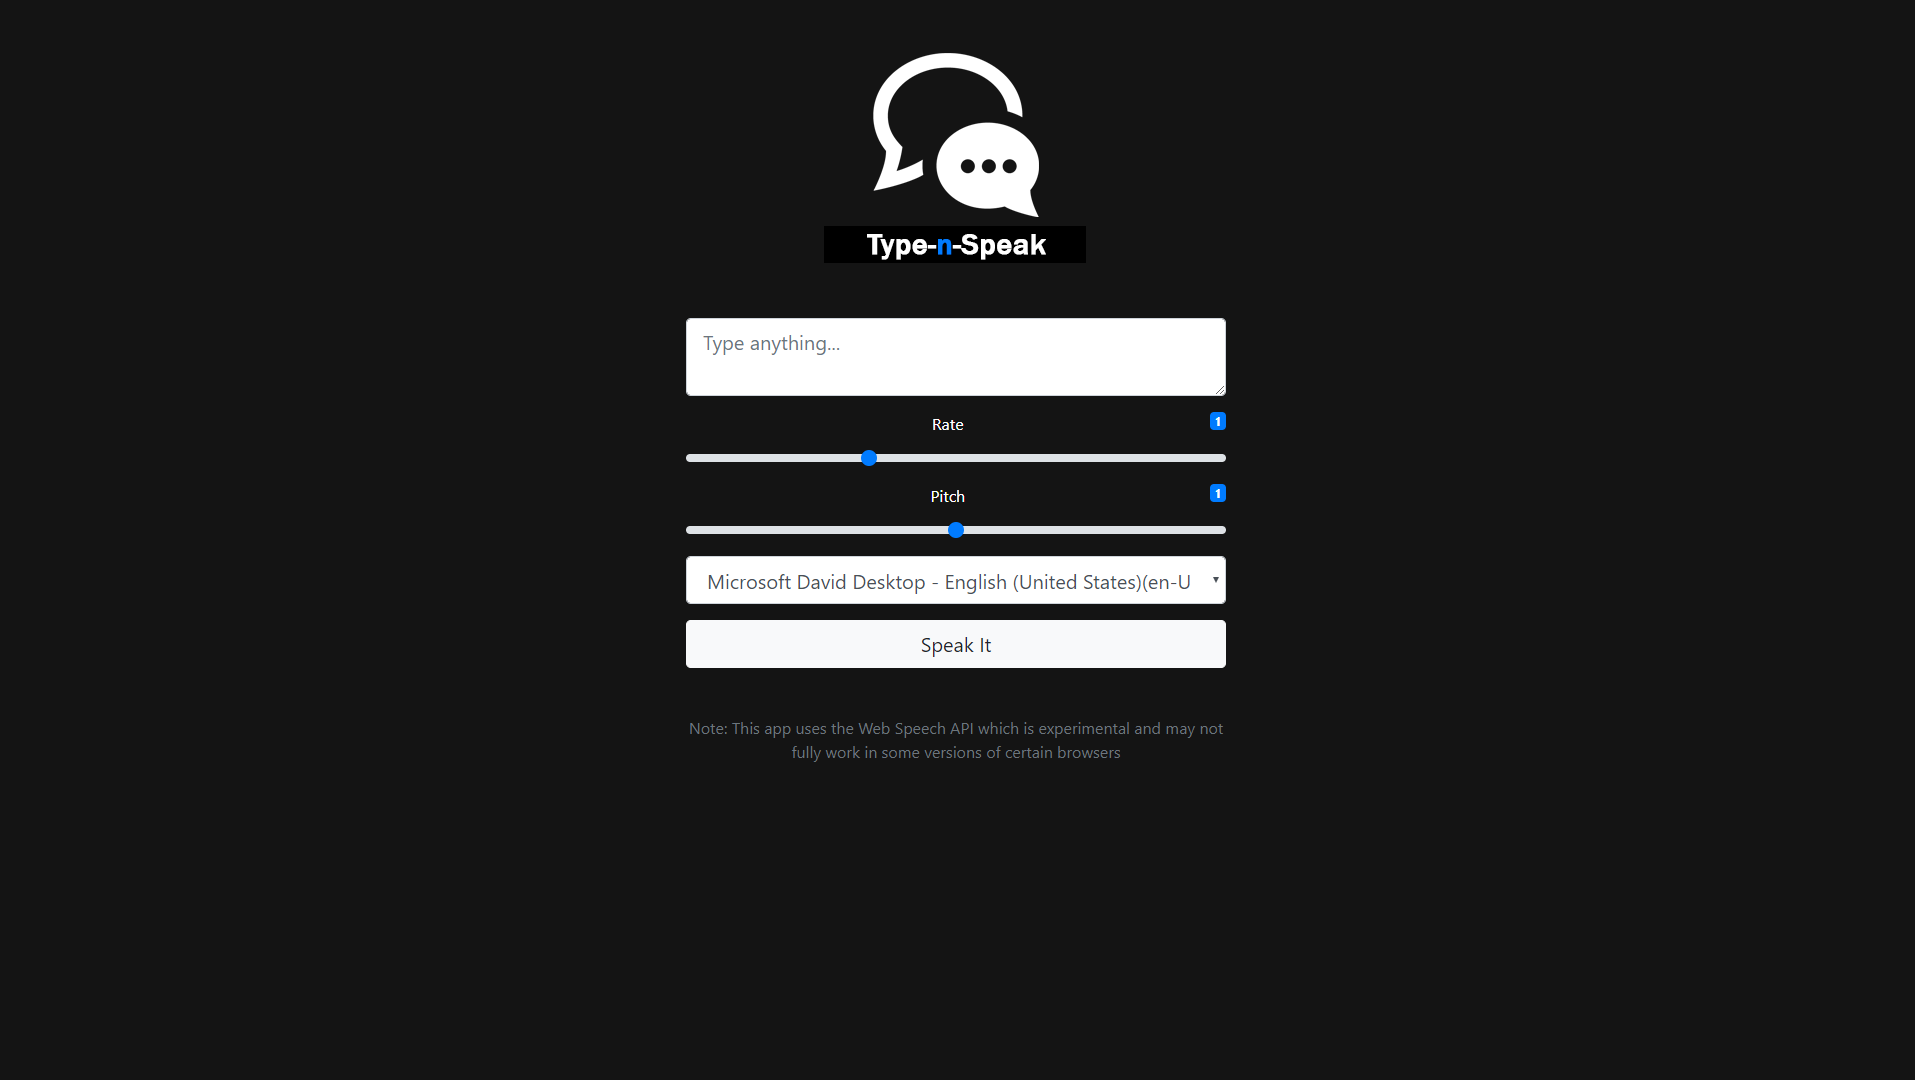 Type-n-Speak
Type anything...
Rate
1
Pitch
1
Microsoft David Desktop - English (United States)(en-U
Speak It
Note: This app uses the Web Speech API which is experimental and may not
fully work in some versions of certain browsers